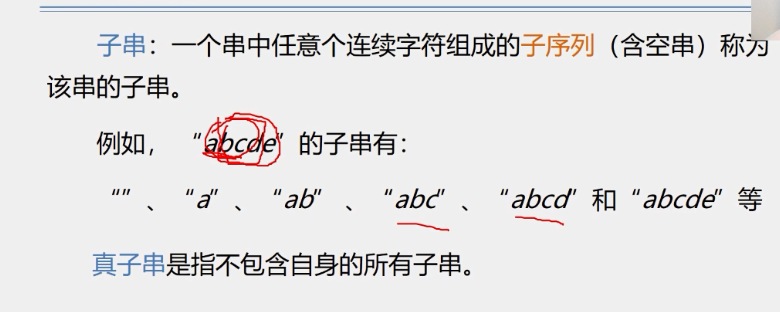 子串：一个串中任意个连续字符组成的子序列（含空串）称为
该串的子串。
例如，“abcde”的子串有：
“”、“a”、“ab”、“abc”、“abcd”和“abcde”等
真子串是指不包含自身的所有子串。